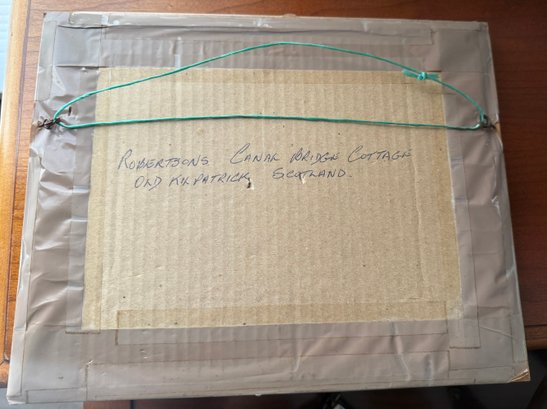 ROBERTSONS CANAL BRIDGE COTTAGE
OLD KILPATRICK, SCOTLAND.